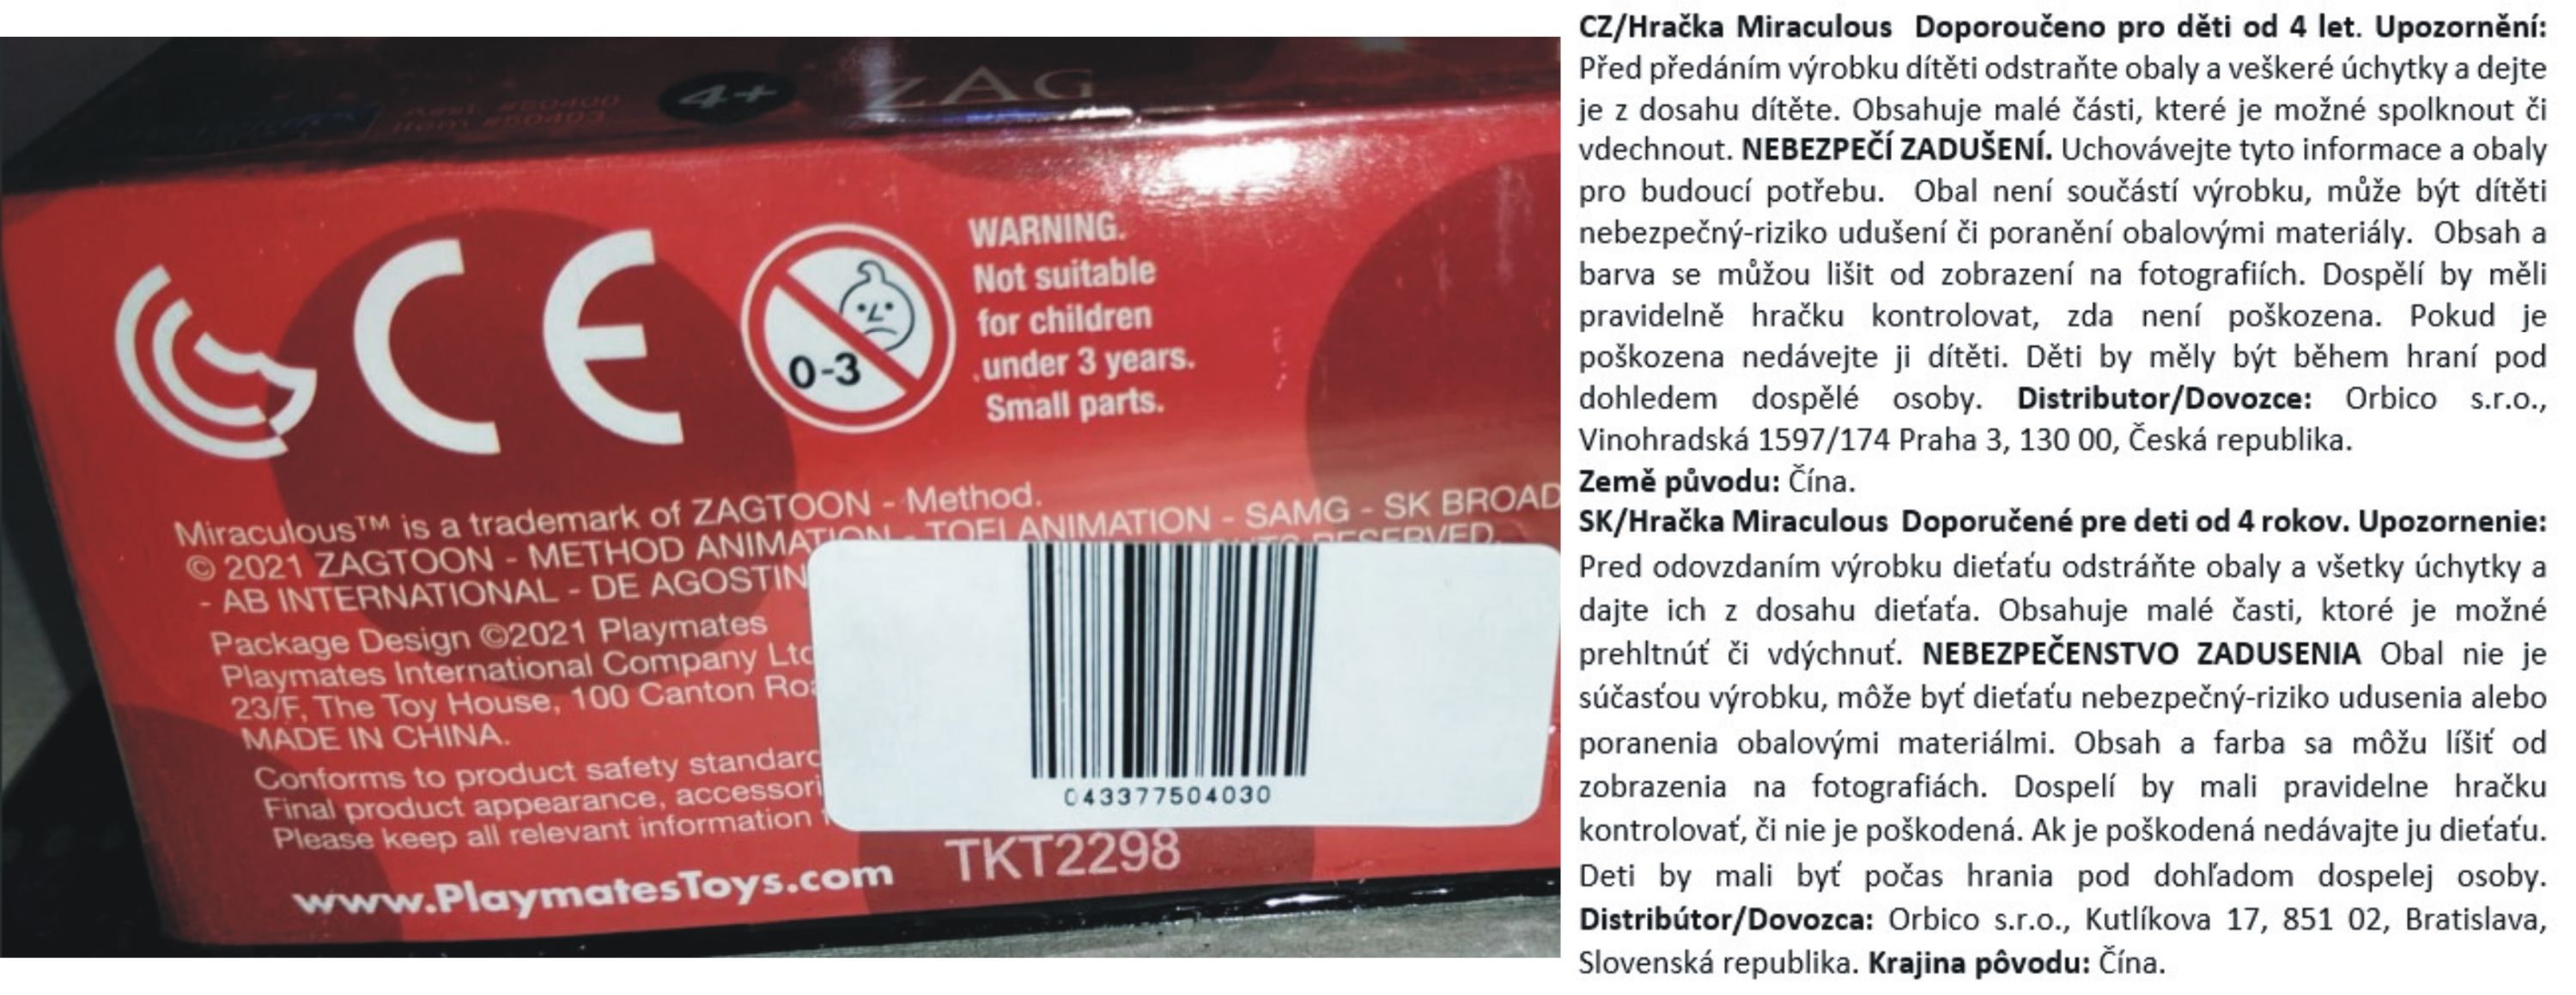 Asst. #50400
Item #50403
4+
ZAG
0-3
WARNING.
Not suitable
for children
under 3 years.
Small parts.
Miraculous™ is a trademark of ZAGTOON - Method.
© 2021 ZAGTOON - METHOD ANIMATION - TOEI ANIMATION - SAMG - SK BROAD
- AB INTERNATIONAL - DE AGOSTIN
RESERVED.
Package Design ©2021 Playmates
Playmates International Company Ltd
23/F, The Toy House, 100 Canton Roa
MADE IN CHINA.
Conforms to product safety standard
Final product appearance, accessori
Please keep all relevant information
043377504030
www.PlaymatesToys.com
TKT2298
CZ/Hračka Miraculous Doporoučeno pro děti od 4 let. Upozornění:
Před předáním výrobku dítěti odstraňte obaly a veškeré úchytky a dejte
je z dosahu dítěte. Obsahuje malé části, které je možné spolknout či
vdechnout. NEBEZPEČÍ ZADUŠENÍ. Uchovávejte tyto informace a obaly
pro budoucí potřebu. Obal není součástí výrobku, může být dítěti
nebezpečný-riziko udušení či poranění obalovými materiály. Obsah a
barva se můžou lišit od zobrazení na fotografiích. Dospělí by měli
pravidelně hračku kontrolovat, zda není poškozena. Pokud je
poškozena nedávejte ji dítěti. Děti by měly být během hraní pod
dohledem dospělé osoby. Distributor/Dovozce: Orbico s.r.o.,
Vinohradská 1597/174 Praha 3, 130 00, Česká republika.
Země původu: Čína.
SK/Hračka Miraculous Doporučené pre deti od 4 rokov. Upozornenie:
Pred odovzdaním výrobku dieťaťu odstráňte obaly a všetky úchytky a
dajte ich z dosahu dieťaťa. Obsahuje malé časti, ktoré je možné
prehltnúť či vdýchnuť. NEBEZPEČENSTVO ZADUSENIA Obal nie je
súčasťou výrobku, môže byť dieťaťu nebezpečný-riziko udusenia alebo
poranenia obalovými materiálmi. Obsah a farba sa môžu líšiť od
zobrazenia na fotografiách. Dospelí by mali pravidelne hračku
kontrolovať, či nie je poškodená. Ak je poškodená nedávajte ju dieťaťu.
Deti by mali byť počas hrania pod dohľadom dospelej osoby.
Distribútor/Dovozca: Orbico s.r.o., Kutlíkova 17, 851 02, Bratislava,
Slovenská republika. Krajina pôvodu: Čína.